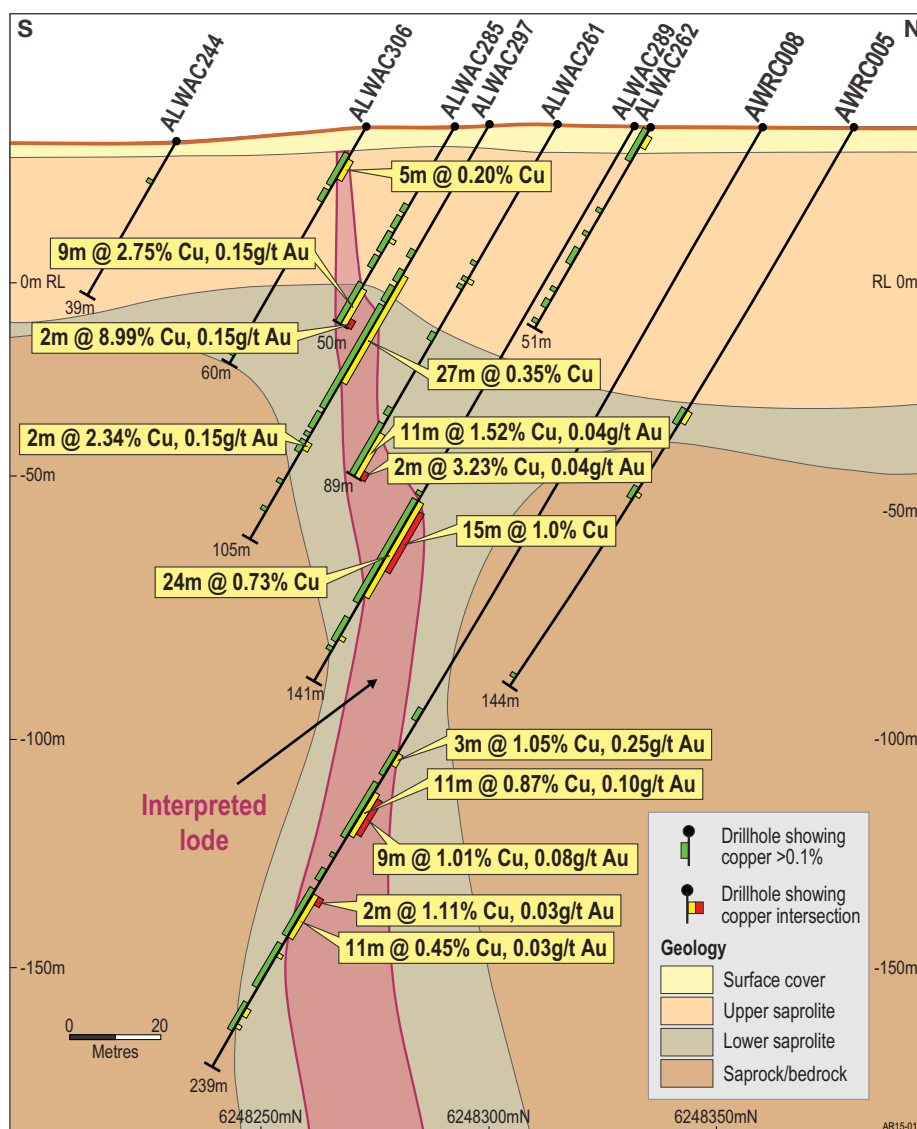 S
N
ALWAC244
ALWAC306
ALWAC285
ALWAC297
ALWAC261
ALWAC289
ALWAC262
AWRC008
AWRC005
5m @ 0.20% Cu
9m @ 2.75% Cu, 0.15g/t Au
0m RL
RL 0m
39m
2m @ 8.99% Cu, 0.15g/t Au
50m
51m
60m
27m @ 0.35% Cu
2m @ 2.34% Cu, 0.15g/t Au
11m @ 1.52% Cu, 0.04g/t Au
2m @ 3.23% Cu, 0.04g/t Au
-50m
89m
-50m
105m
15m @ 1.0% Cu
24m @ 0.73% Cu
141m
144m
-100m
-100m
3m @ 1.05% Cu, 0.25g/t Au
11m @ 0.87% Cu, 0.10g/t Au
Interpreted
lode
9m @ 1.01% Cu, 0.08g/t Au
2m @ 1.11% Cu, 0.03g/t Au
11m @ 0.45% Cu, 0.03g/t Au
-150m
-150m
Drillhole showing
copper >0.1%
Drillhole showing
copper intersection
Geology
Surface cover
Upper saprolite
Lower saprolite
Saprock/bedrock
0 20
Metres
239m
6248250mN
6248300mN
6248350mN
AR15-01